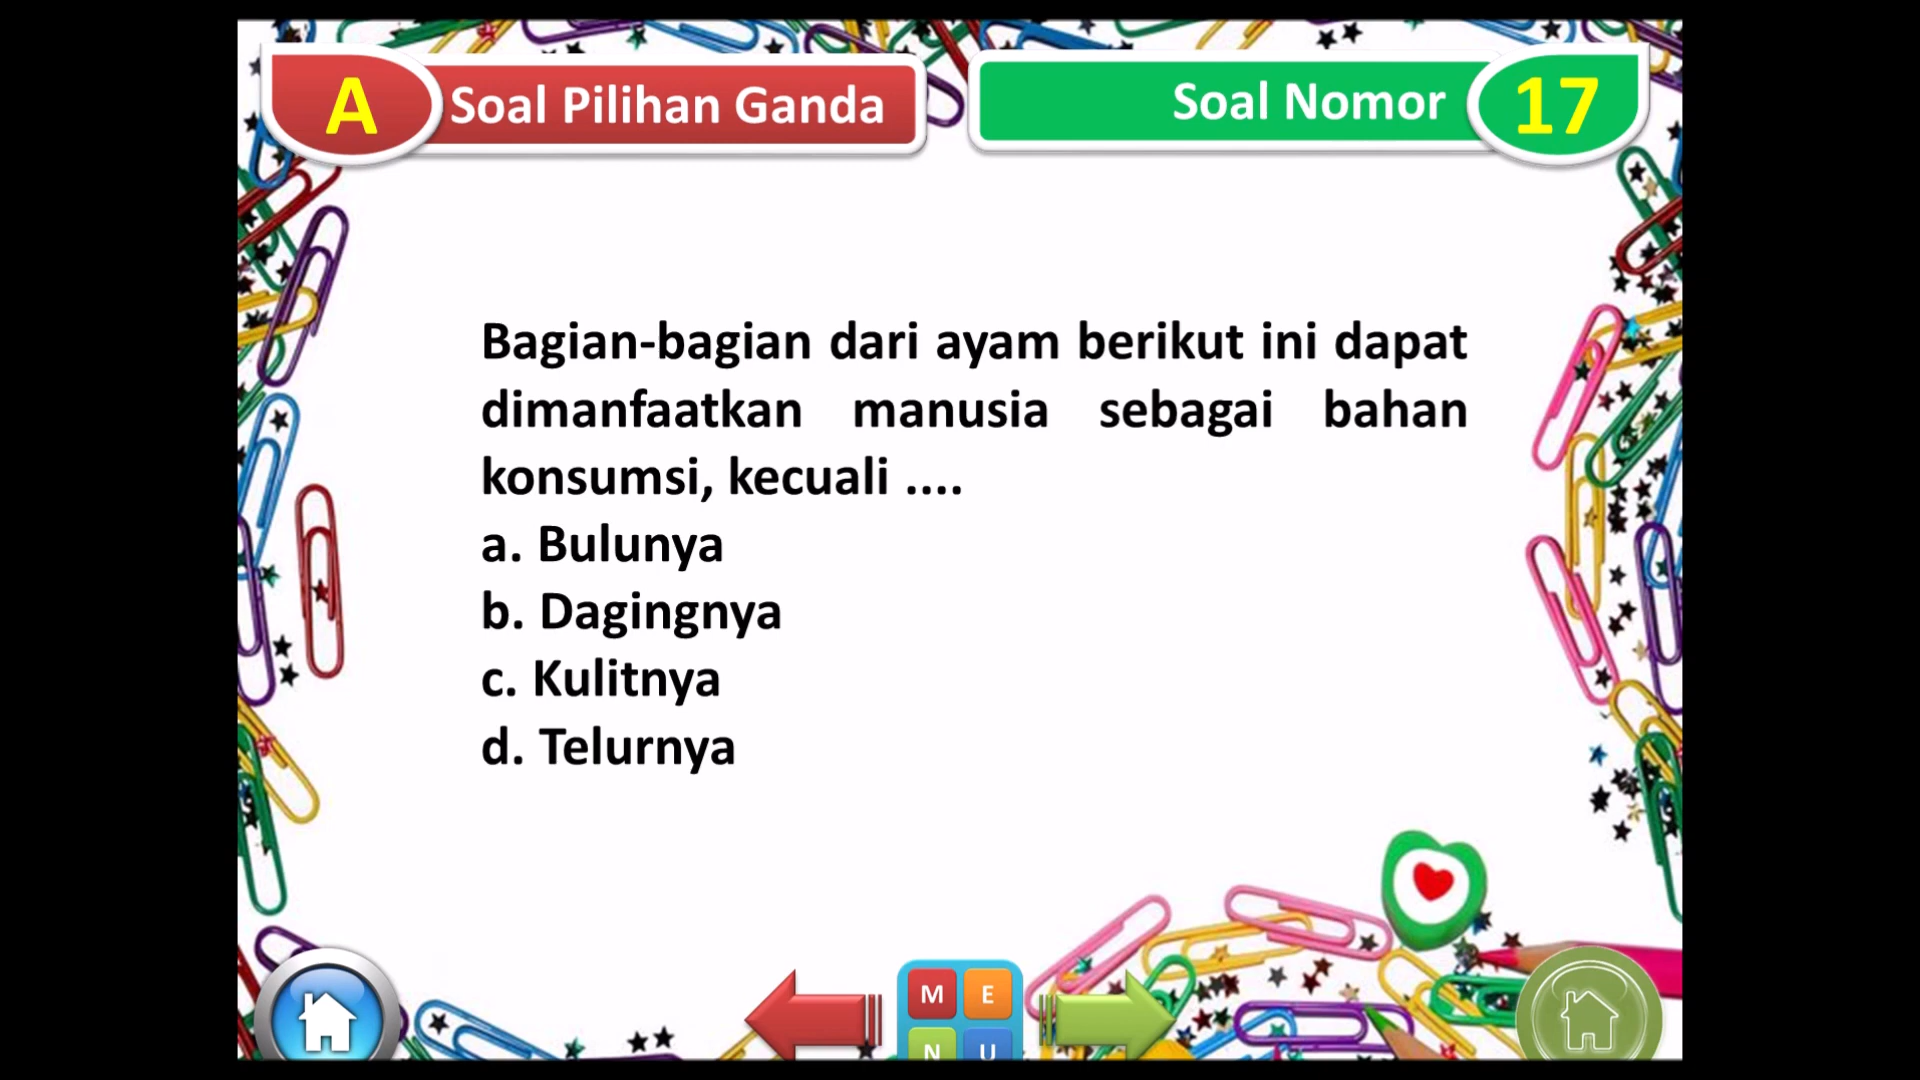 A Soal Pilihan Ganda
Soal Nomor 17
Bagian-bagian dari ayam berikut ini dapat
dimanfaatkan manusia sebagai bahan
konsumsi, kecuali ....
a. Bulunya
b. Dagingnya
c. Kulitnya
d. Telurnya
M E
N U